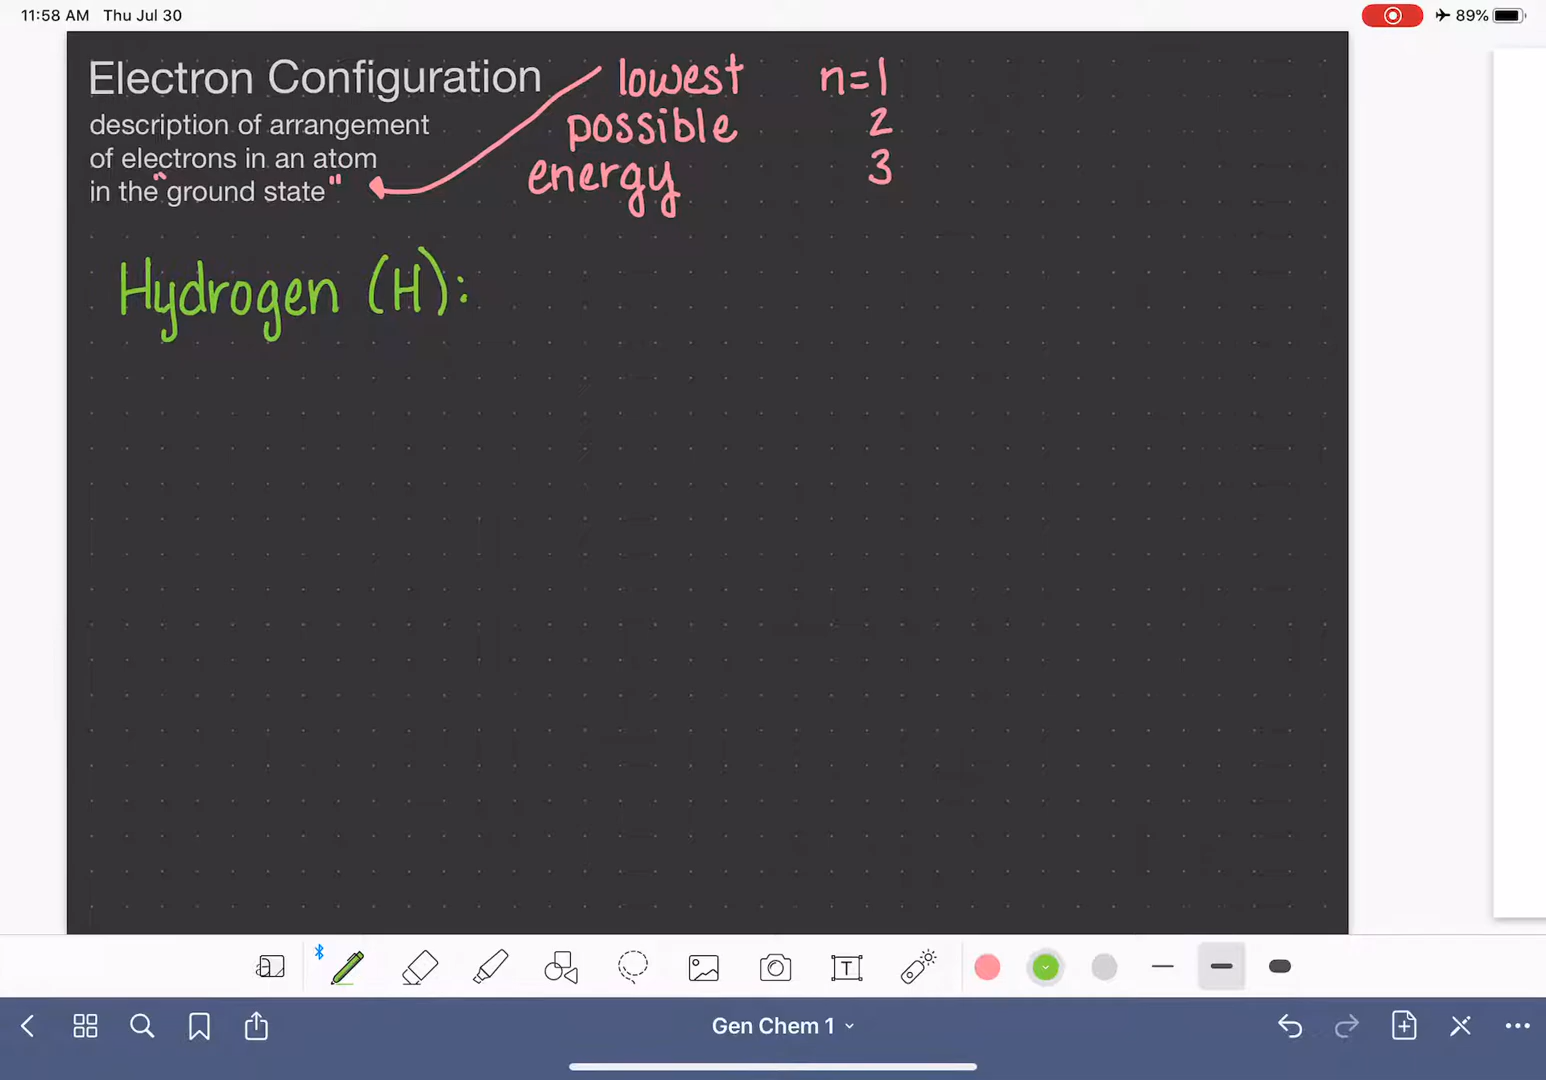 11:58 AM Thu Jul 30
89%
Electron Configuration
description of arrangement
of electrons in an atom
in the "ground state"
lowest
possible
energy
n=1
2
3
Hydrogen (H):
T
Gen Chem 1